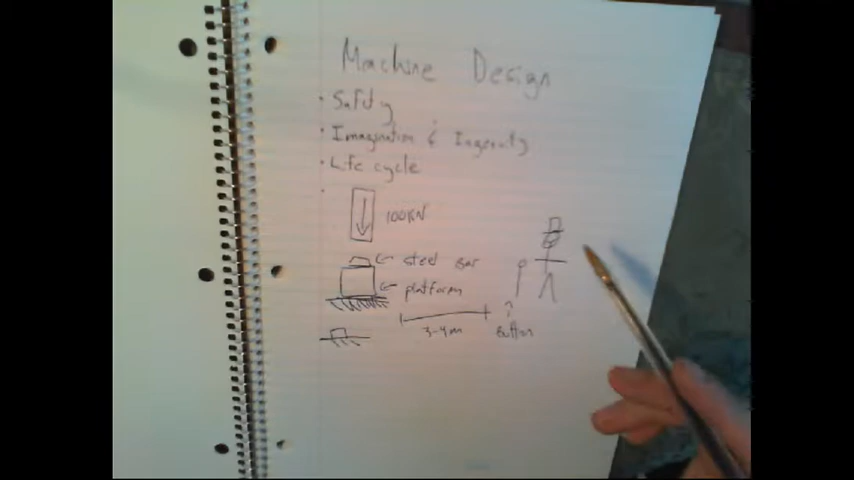 Machine Design
• Safety
• Imagination & Ingenuity
• Life cycle
•
100KN
steel Bar
platform
3-4m
? Button